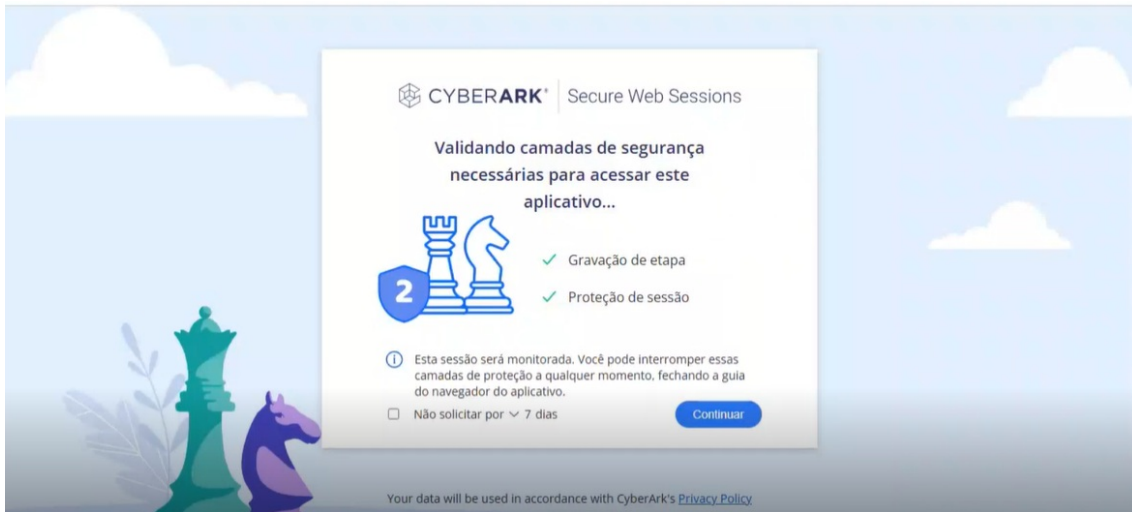 CYBERARK® Secure Web Sessions
Validando camadas de segurança
necessárias para acessar este
aplicativo...
2
Gravação de etapa
Proteção de sessão
Esta sessão será monitorada. Você pode interromper essas
camadas de proteção a qualquer momento, fechando a guia
do navegador do aplicativo.
Não solicitar por 7 dias
Continuar
Your data will be used in accordance with CyberArk's Privacy Policy